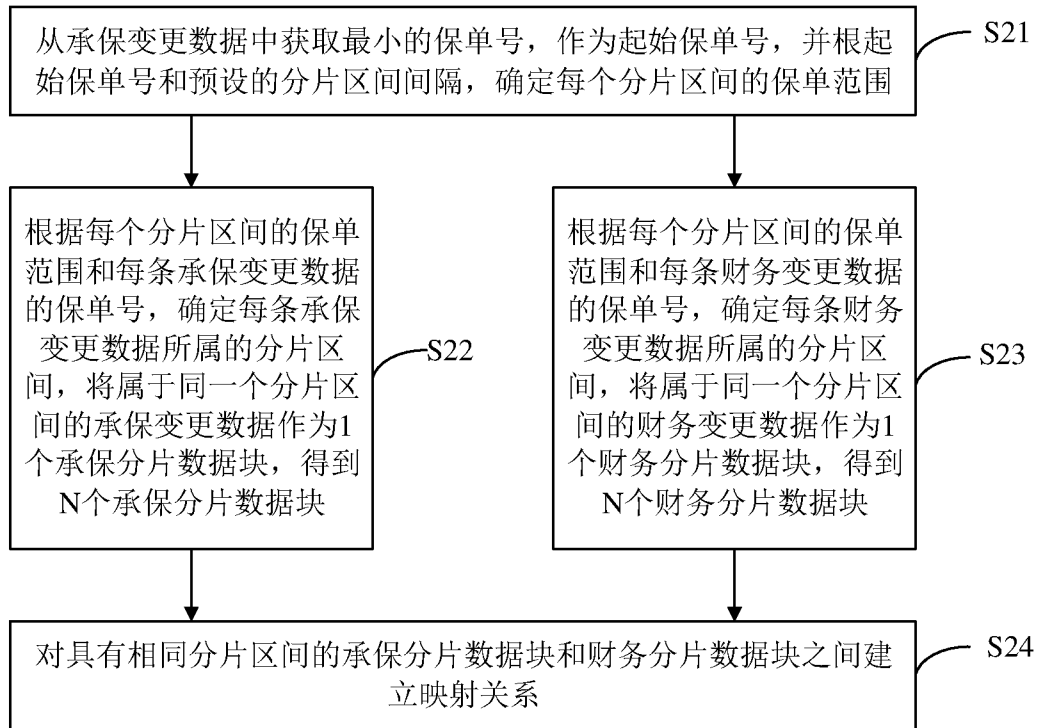 从承保变更数据中获取最小的保单号，作为起始保单号，并根起
始保单号和预设的分片区间间隔，确定每个分片区间的保单范围
S21
根据每个分片区间的保单
范围和每条承保变更数据
的保单号，确定每条承保
变更数据所属的分片区
间，将属于同一个分片区
间的承保变更数据作为1
个承保分片数据块，得到
N个承保分片数据块
S22
根据每个分片区间的保单
范围和每条财务变更数据
的保单号，确定每条财务
变更数据所属的分片区
间，将属于同一个分片区
间的财务变更数据作为1
个财务分片数据块，得到
N个财务分片数据块
S23
对具有相同分片区间的承保分片数据块和财务分片数据块之间建
立映射关系
S24